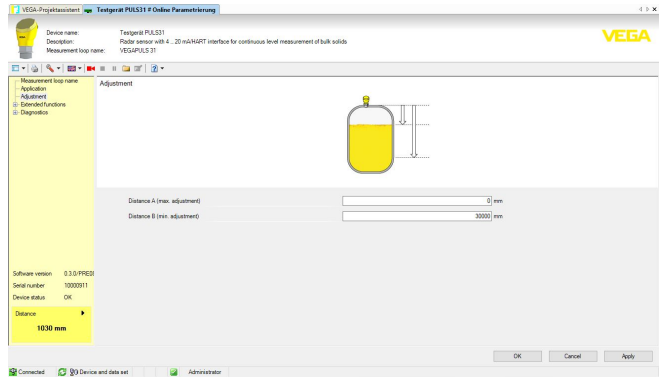 VEGA-Projektassistent Testgerät PULS31 # Online Parametrierung
Device name: Testgerät PULS31
Description: Radar sensor with 4 .. 20 mA/HART interface for continuous level measurement of bulk solids
Measurement loop name: VEGAPULS 31
VEGA
Measurement loop name
Application
Adjustment
Extended functions
Diagnostics
Adjustment
Distance A (max. adjustment) 0 mm
Distance B (min. adjustment) 30000 mm
Software version 0.3.0/PRE08
Serial number 10000911
Device status OK
Distance
1030 mm
OK Cancel Apply
Connected Device and data set Administrator